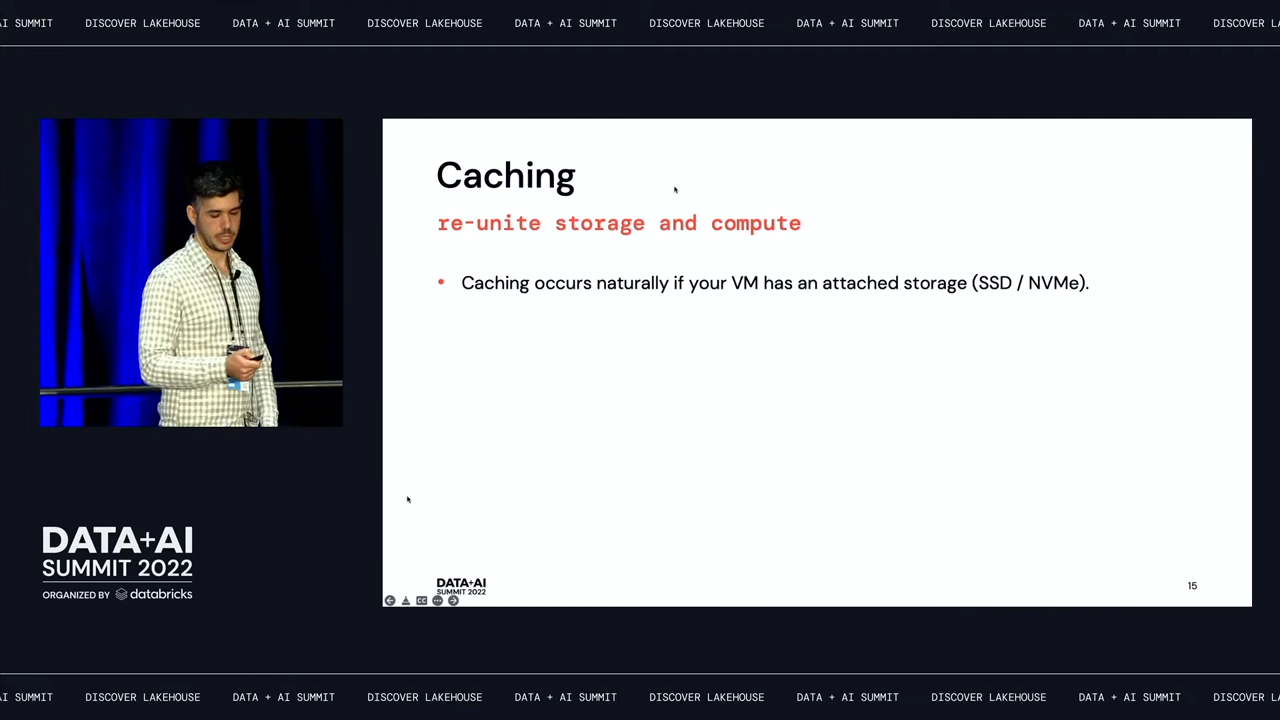 AI SUMMIT DISCOVER LAKEHOUSE DATA + AI SUMMIT DISCOVER LAKEHOUSE DATA + AI SUMMIT DISCOVER LAKEHOUSE DATA + AI SUMMIT DISCOVER LAKEHOUSE DATA + AI SUMMIT DISCOVER LA
Caching
re-unite storage and compute
• Caching occurs naturally if your VM has an attached storage (SSD / NVMe).
DATA+AI
SUMMIT 2022
ORGANIZED BY databricks
DATA+AI
SUMMIT 2022
15
CC
AI SUMMIT DISCOVER LAKEHOUSE DATA + AI SUMMIT DISCOVER LAKEHOUSE DATA + AI SUMMIT DISCOVER LAKEHOUSE DATA + AI SUMMIT DISCOVER LAKEHOUSE DATA + AI SUMMIT DISCOVER LA